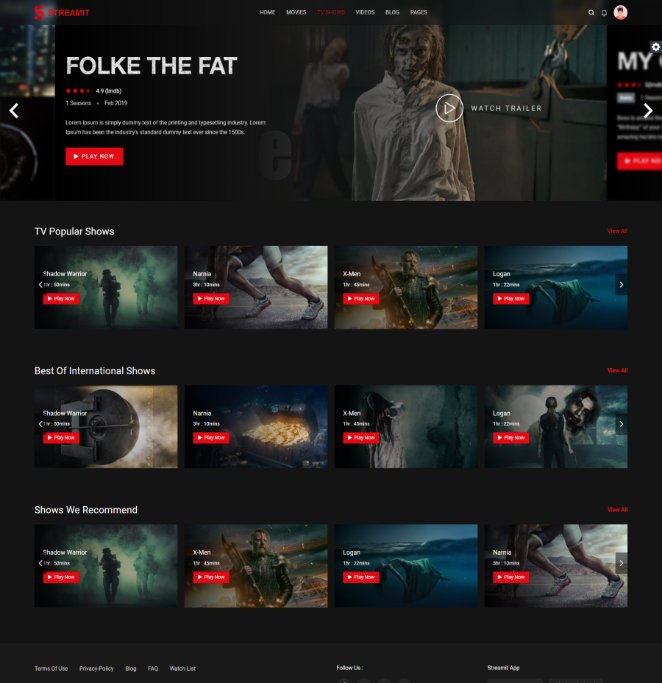 STREAMIT
HOME MOVIES TV SHOWS VIDEOS BLOG PAGES
FOLKE THE FAT
4.9 (Imdb)
1 Seasons • Feb 2019
Lorem Ipsum is simply dummy text of the printing and typesetting industry. Lorem
Ipsum has been the industry's standard dummy text ever since the 1500s.
PLAY NOW
WATCH TRAILER
MY
TV Popular Shows
View All
Shadow Warrior
1hr : 50mins
Play Now
Narnia
3hr : 10mins
Play Now
X-Men
1hr : 45mins
Play Now
Logan
1hr : 22mins
Play Now
Best Of International Shows
View All
Shadow Warrior
1hr : 50mins
Play Now
Narnia
3hr : 10mins
Play Now
X-Men
1hr : 45mins
Play Now
Logan
1hr : 22mins
Play Now
Shows We Recommend
View All
Shadow Warrior
1hr : 50mins
Play Now
X-Men
1hr : 45mins
Play Now
Logan
1hr : 22mins
Play Now
Narnia
3hr : 10mins
Play Now
Terms Of Use Privacy-Policy Blog FAQ Watch List
Follow Us :
Streamit App